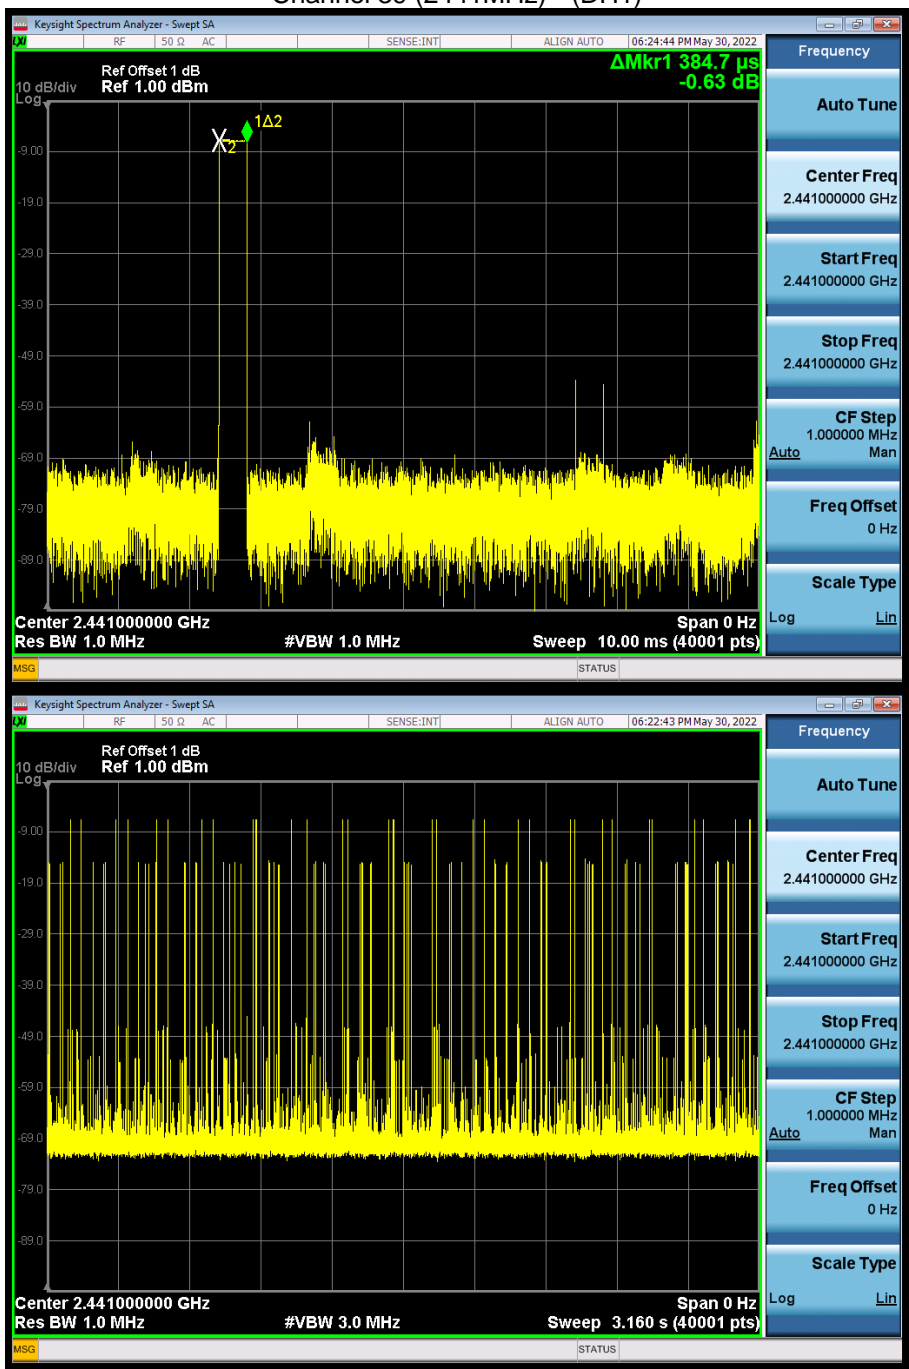 Keysight Spectrum Analyzer - Swept SA
LXI RF 50 Ω AC SENSE:INT ALIGN AUTO 06:24:44 PM May 30, 2022
Frequency
ΔMkr1 384.7 µs
-0.63 dB
Ref Offset 1 dB
10 dB/div Ref 1.00 dBm
Log
1Δ2
X2
-9.00
-19.0
-29.0
-39.0
-49.0
-59.0
-69.0
-79.0
-89.0
Center 2.441000000 GHz Span 0 Hz
Res BW 1.0 MHz #VBW 1.0 MHz Sweep 10.00 ms (40001 pts)
MSG STATUS
Auto Tune
Center Freq
2.441000000 GHz
Start Freq
2.441000000 GHz
Stop Freq
2.441000000 GHz
CF Step
1.000000 MHz
Auto Man
Freq Offset
0 Hz
Scale Type
Log Lin
Keysight Spectrum Analyzer - Swept SA
LXI RF 50 Ω AC SENSE:INT ALIGN AUTO 06:22:43 PM May 30, 2022
Frequency
Ref Offset 1 dB
10 dB/div Ref 1.00 dBm
Log
-9.00
-19.0
-29.0
-39.0
-49.0
-59.0
-69.0
-79.0
-89.0
Center 2.441000000 GHz Span 0 Hz
Res BW 1.0 MHz #VBW 3.0 MHz Sweep 3.160 s (40001 pts)
MSG STATUS
Auto Tune
Center Freq
2.441000000 GHz
Start Freq
2.441000000 GHz
Stop Freq
2.441000000 GHz
CF Step
1.000000 MHz
Auto Man
Freq Offset
0 Hz
Scale Type
Log Lin